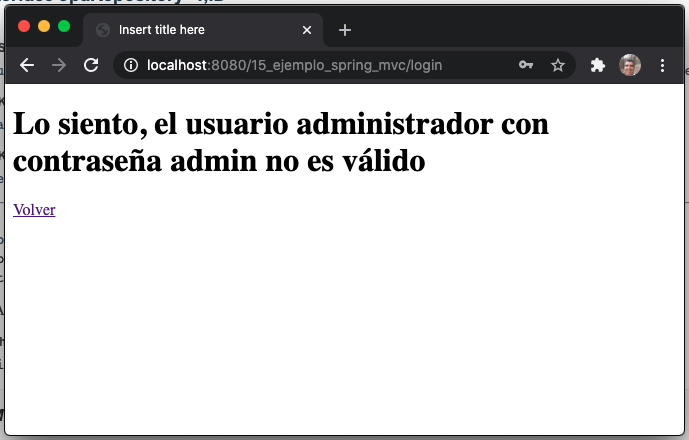 Insert title here
localhost:8080/15_ejemplo_spring_mvc/login
Lo siento, el usuario administrador con
contraseña admin no es válido
Volver